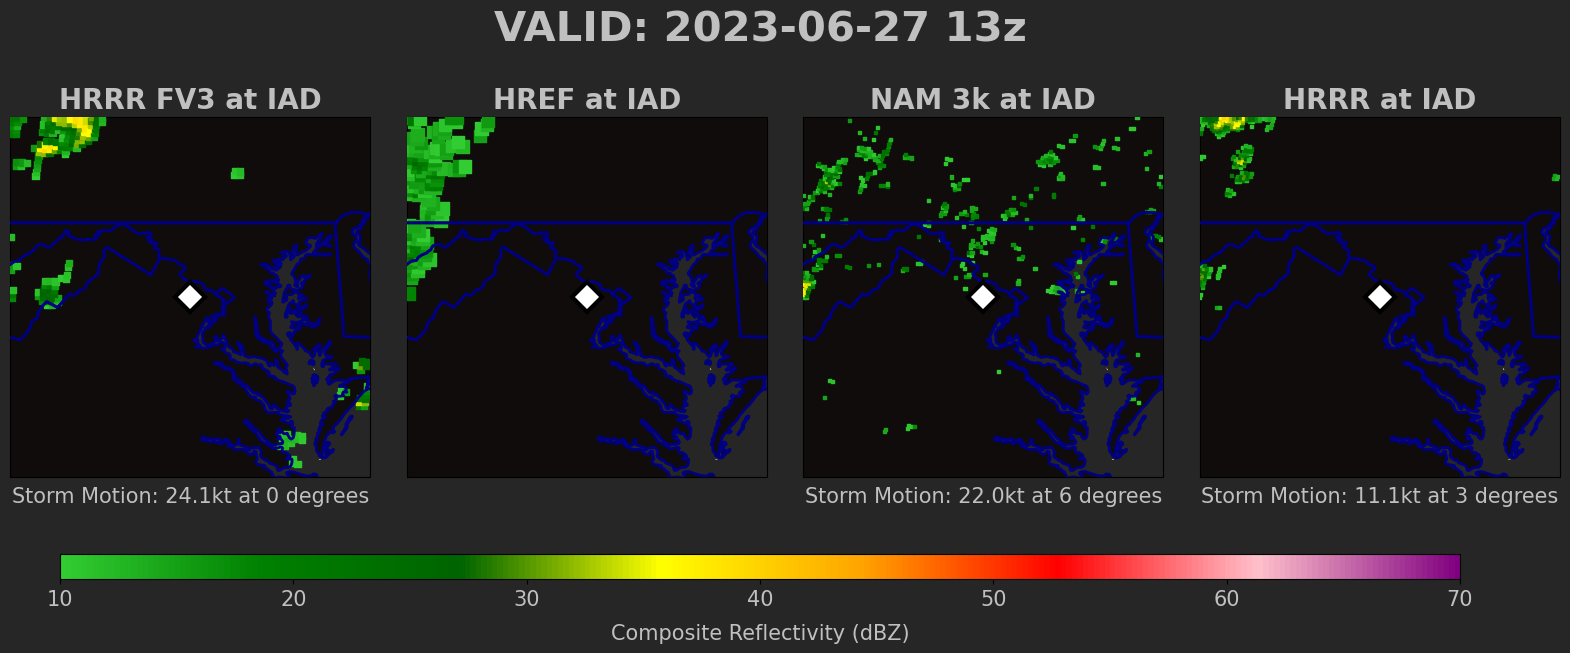 VALID: 2023-06-27 13z
HRRR FV3 at IAD
HREF at IAD
NAM 3k at IAD
HRRR at IAD
Storm Motion: 24.1kt at 0 degrees
Storm Motion: 22.0kt at 6 degrees
Storm Motion: 11.1kt at 3 degrees
10 20 30 40 50 60 70
Composite Reflectivity (dBZ)